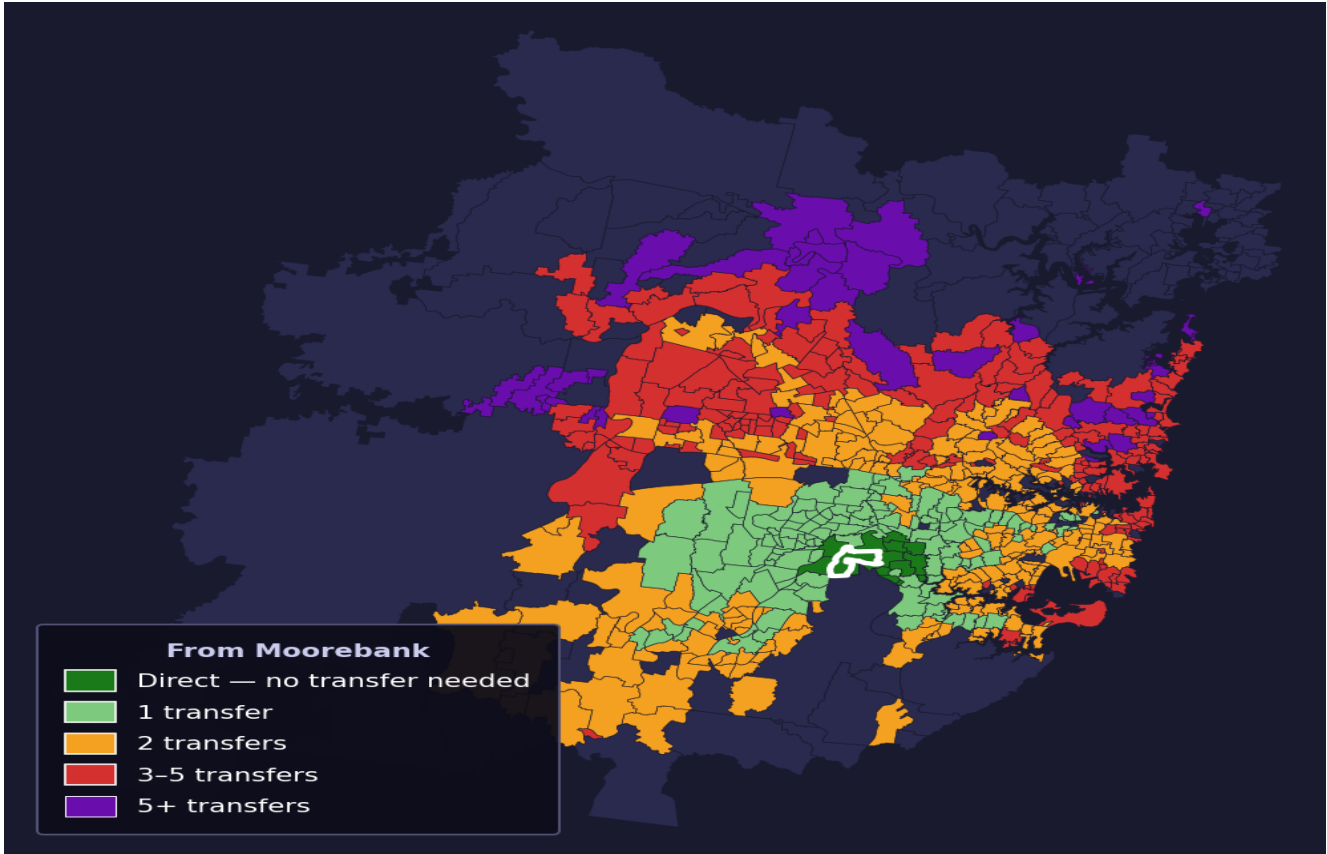 From Moorebank
Direct — no transfer needed
1 transfer
2 transfers
3–5 transfers
5+ transfers